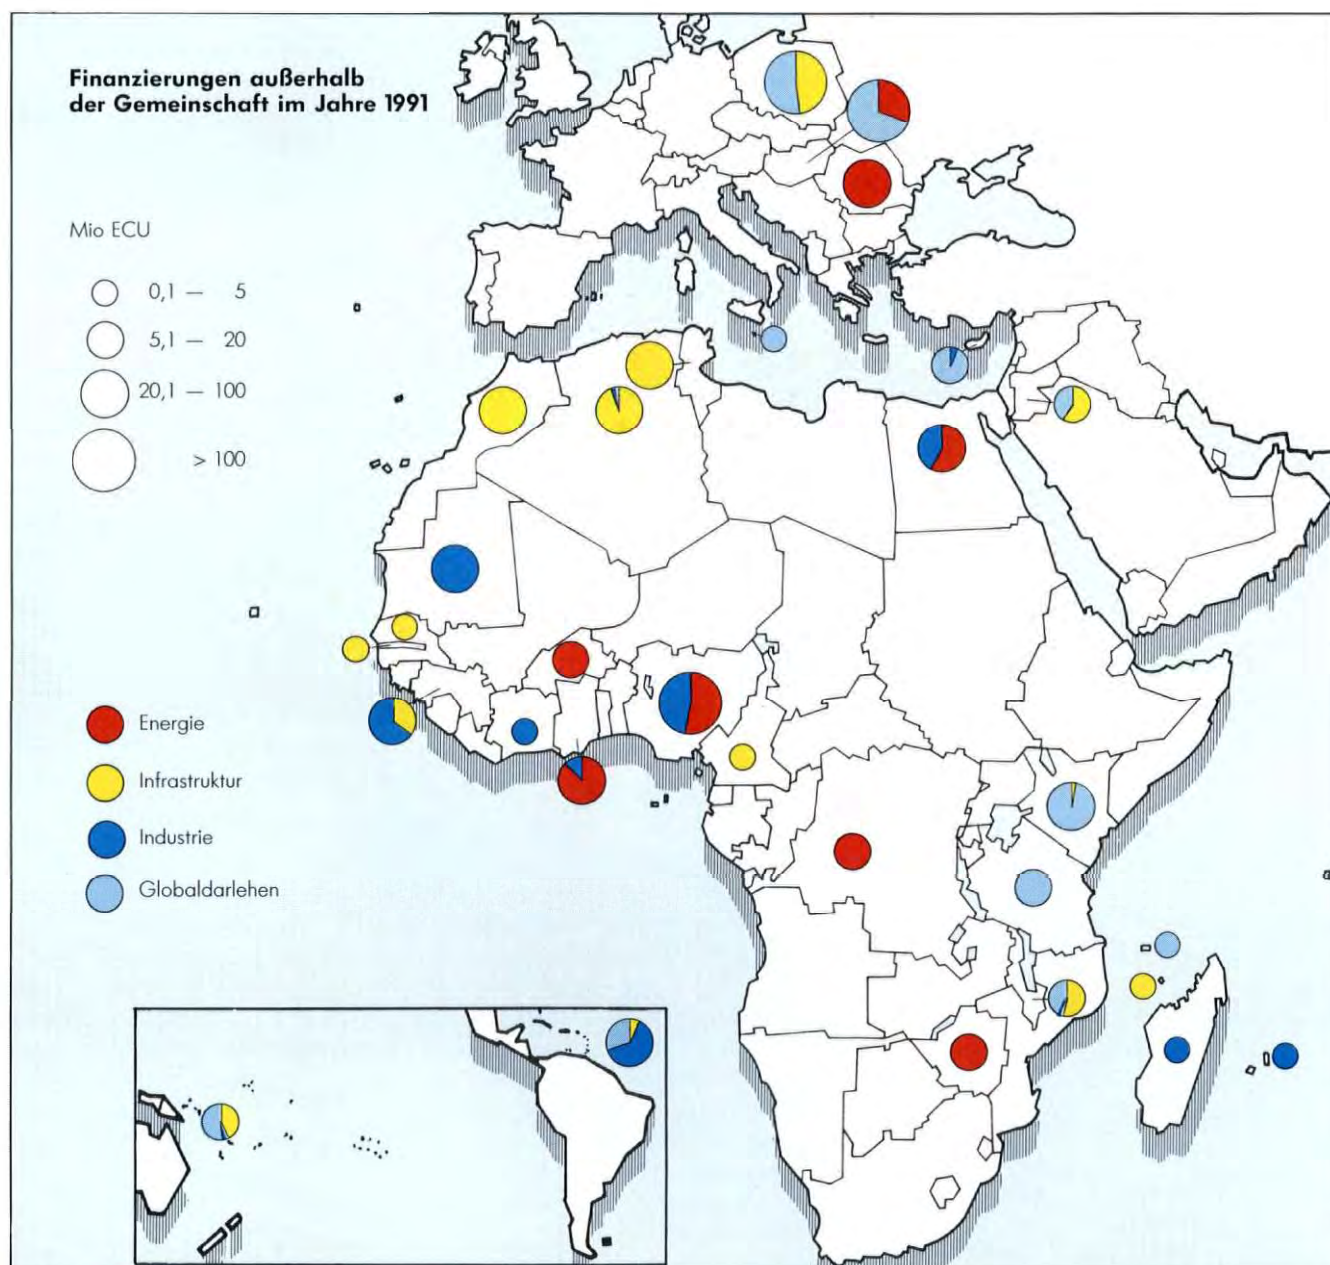 Finanzierungen außerhalb
der Gemeinschaft im Jahre 1991
Mio ECU
0,1 — 5
5,1 — 20
20,1 — 100
> 100
Energie
Infrastruktur
Industrie
Globaldarlehen